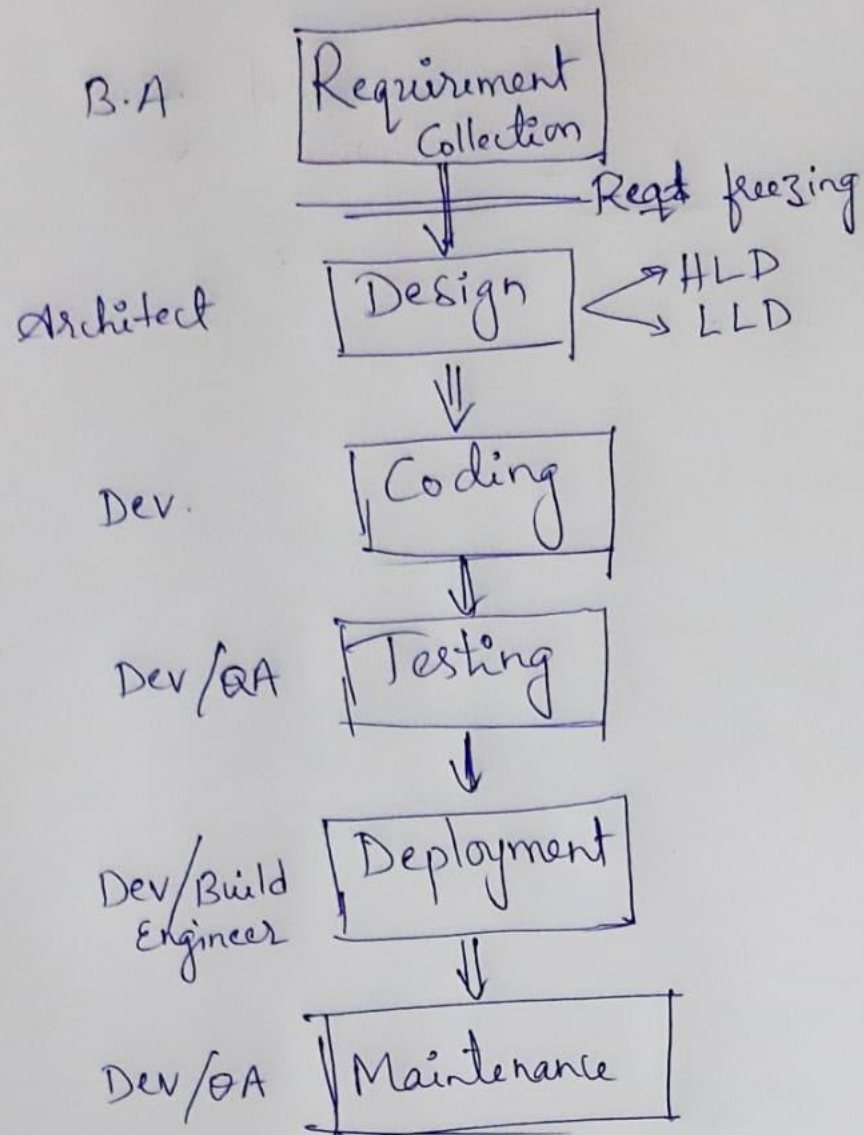 B.A.
Requirement
Collection
Reqt freezing
Architect
Design
HLD
LLD
Dev.
Coding
Dev/QA
Testing
Dev/Build
Engineer
Deployment
Dev/QA
Maintenance